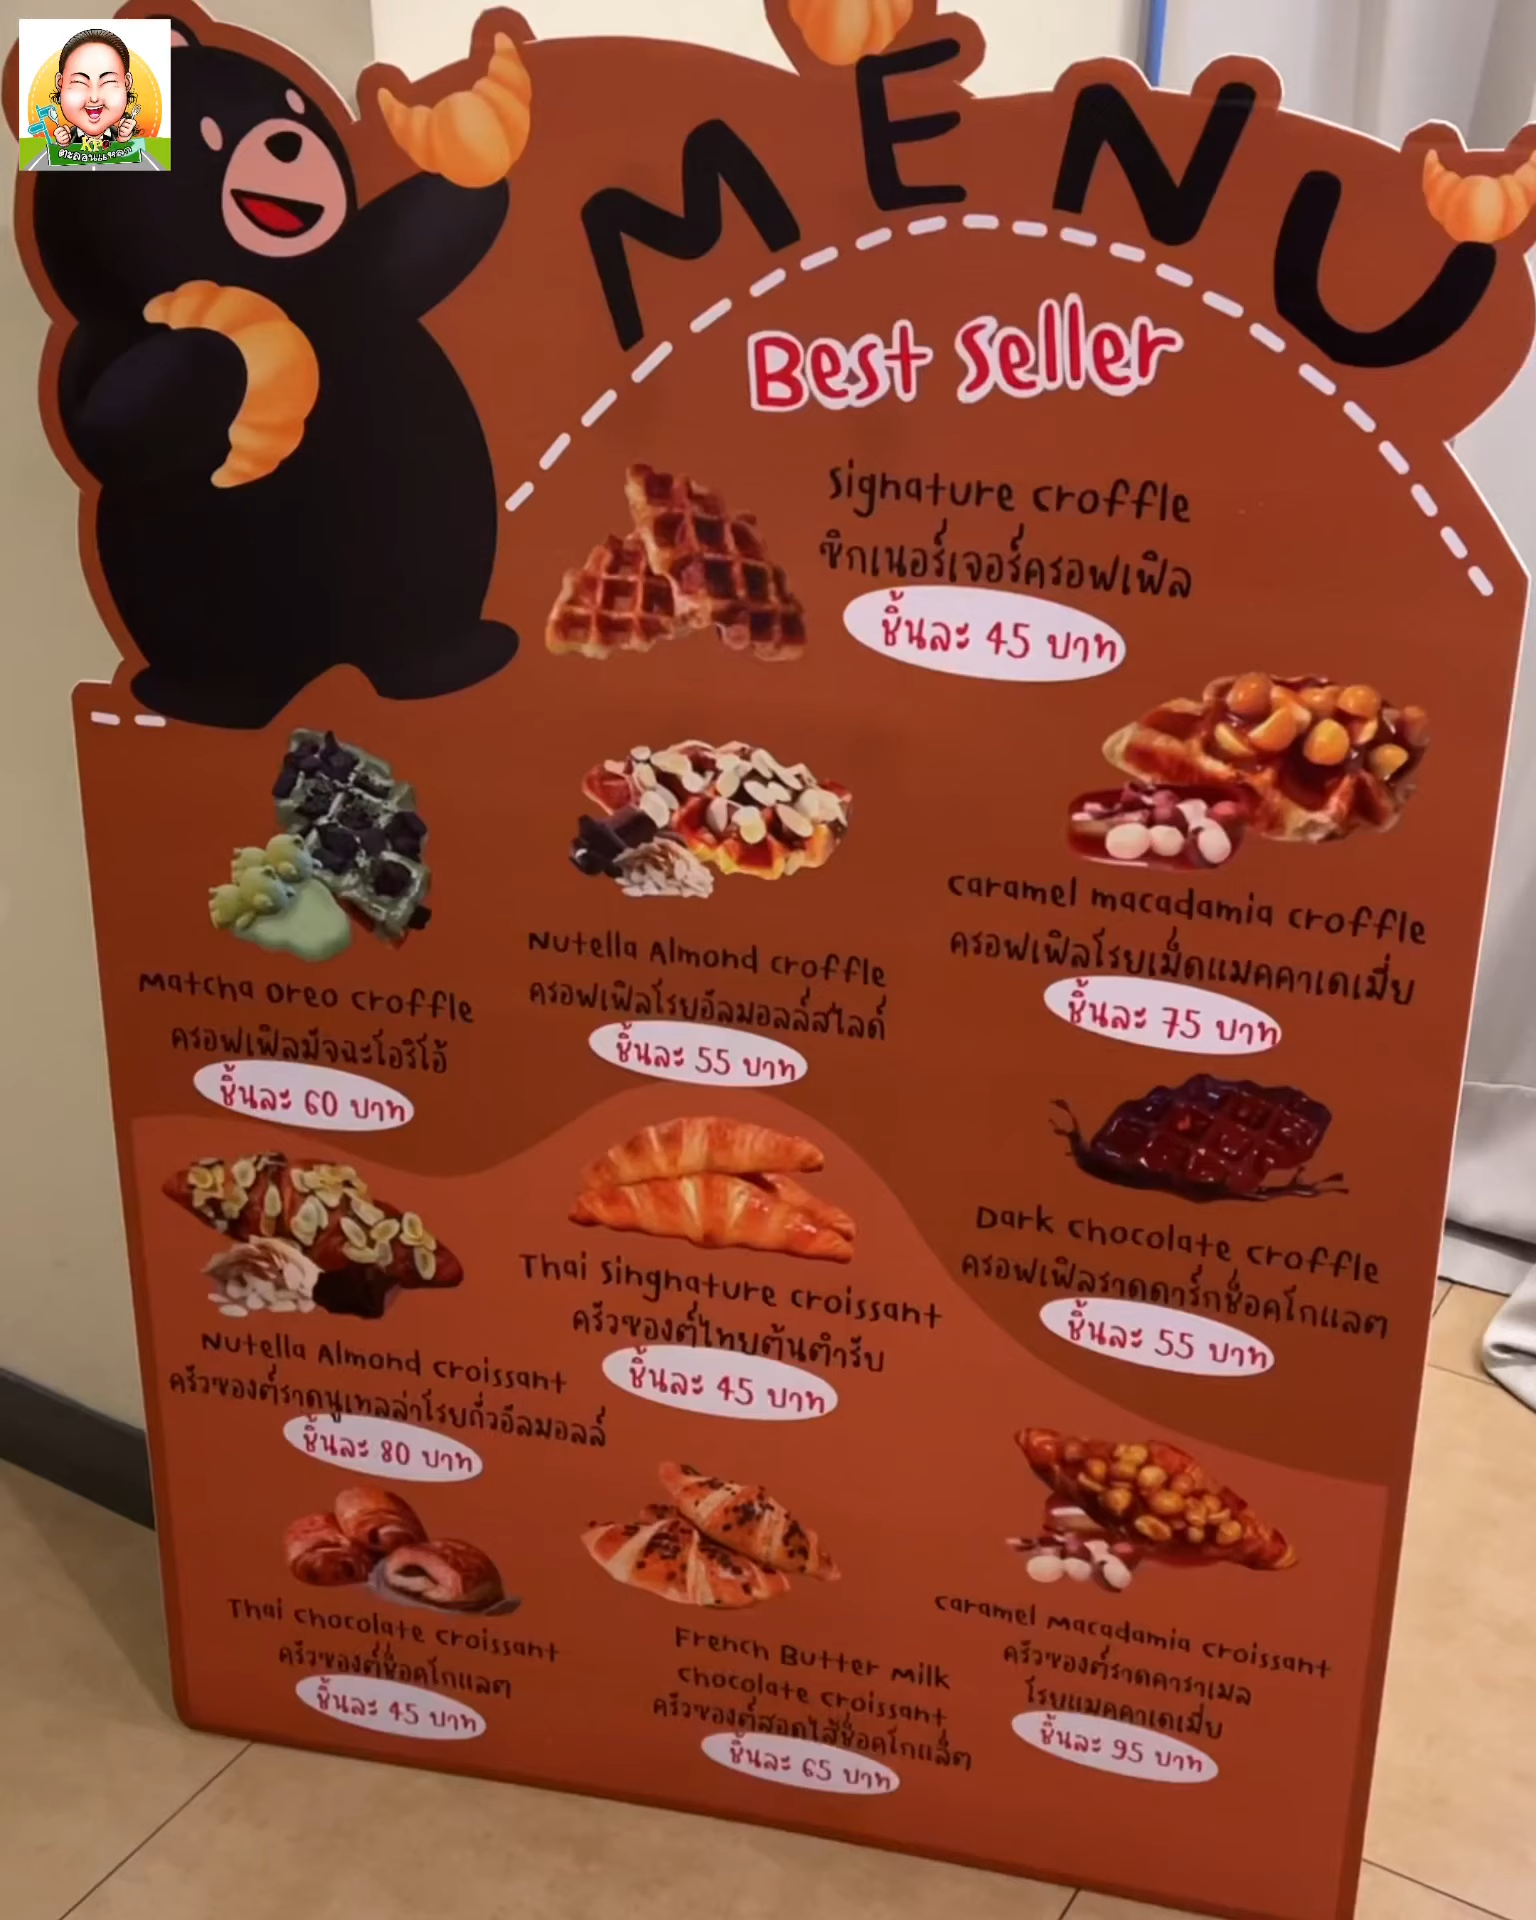 KPอ
ตะลอนแหลก
MENU
Best Seller
Signature croffle
ซิกเนอร์เจอร์ครอฟเฟิล
ชิ้นละ 45 บาท
Matcha oreo croffle
ครอฟเฟิลมัจฉะโอริโอ้
ชิ้นละ 60 บาท
Nutella Almond croffle
ครอฟเฟิลโรยอัลมอลล์สไลด์
ชิ้นละ 55 บาท
caramel macadamia croffle
ครอฟเฟิลโรยเม็ดแมคคาเดเมี่ย
ชิ้นละ 75 บาท
Dark chocolate croffle
ครอฟเฟิลราดดาร์กช็อคโกแลต
ชิ้นละ 55 บาท
Nutella Almond croissant
ครัวซองต์ราดนูเทลล่าโรยถั่วอัลมอลล์
ชิ้นละ 80 บาท
Thai Singnature croissant
ครัวซองต์ไทยต้นตำรับ
ชิ้นละ 45 บาท
Thai chocolate croissant
ครัวซองต์ช็อคโกแลต
ชิ้นละ 45 บาท
French Butter Milk
chocolate croissant
ครัวซองต์สอดไส้ช็อคโกแล็ต
ชิ้นละ 65 บาท
caramel Macadamia croissant
ครัวซองต์ราดคาราเมล
โรยแมคคาเดเมี่ย
ชิ้นละ 95 บาท